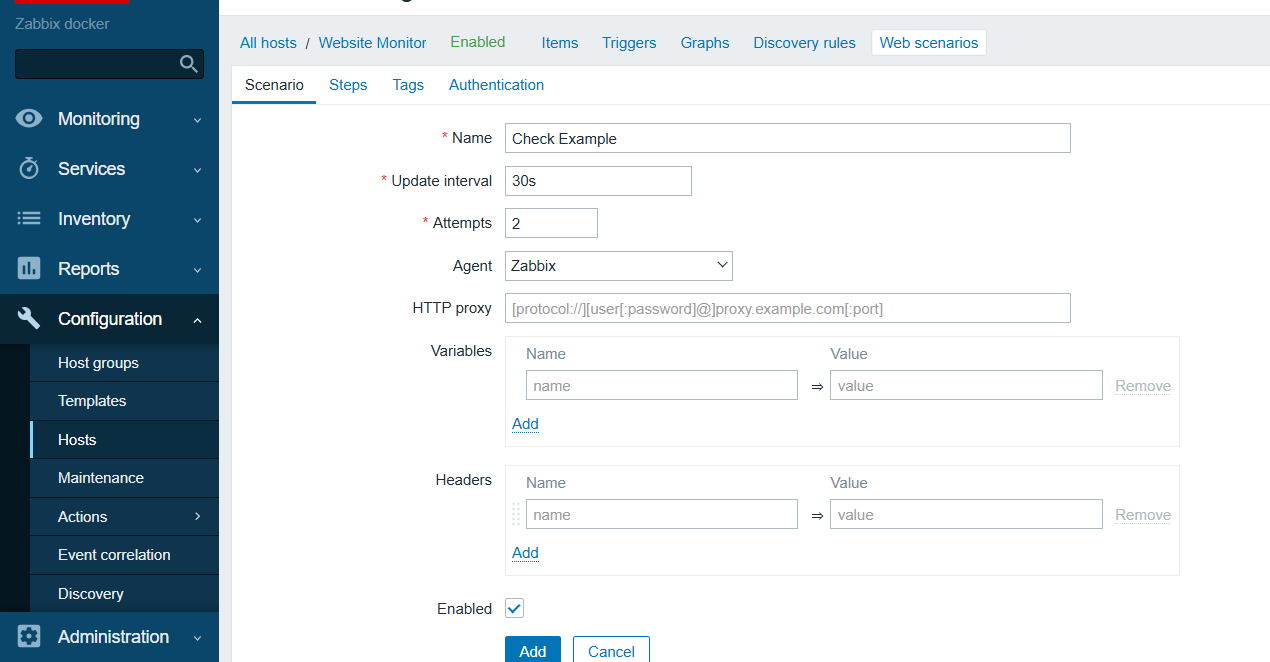 Zabbix docker
All hosts / Website Monitor Enabled Items Triggers Graphs Discovery rules Web scenarios
Scenario Steps Tags Authentication
Monitoring
Services
Inventory
Reports
Configuration
Host groups
Templates
Hosts
Maintenance
Actions
Event correlation
Discovery
Administration
* Name Check Example
* Update interval 30s
* Attempts 2
Agent Zabbix
HTTP proxy [protocol://][user[:password]@]proxy.example.com[:port]
Variables Name Value
name ⇒ value Remove
Add
Headers Name Value
name ⇒ value Remove
Add
Enabled
Add Cancel